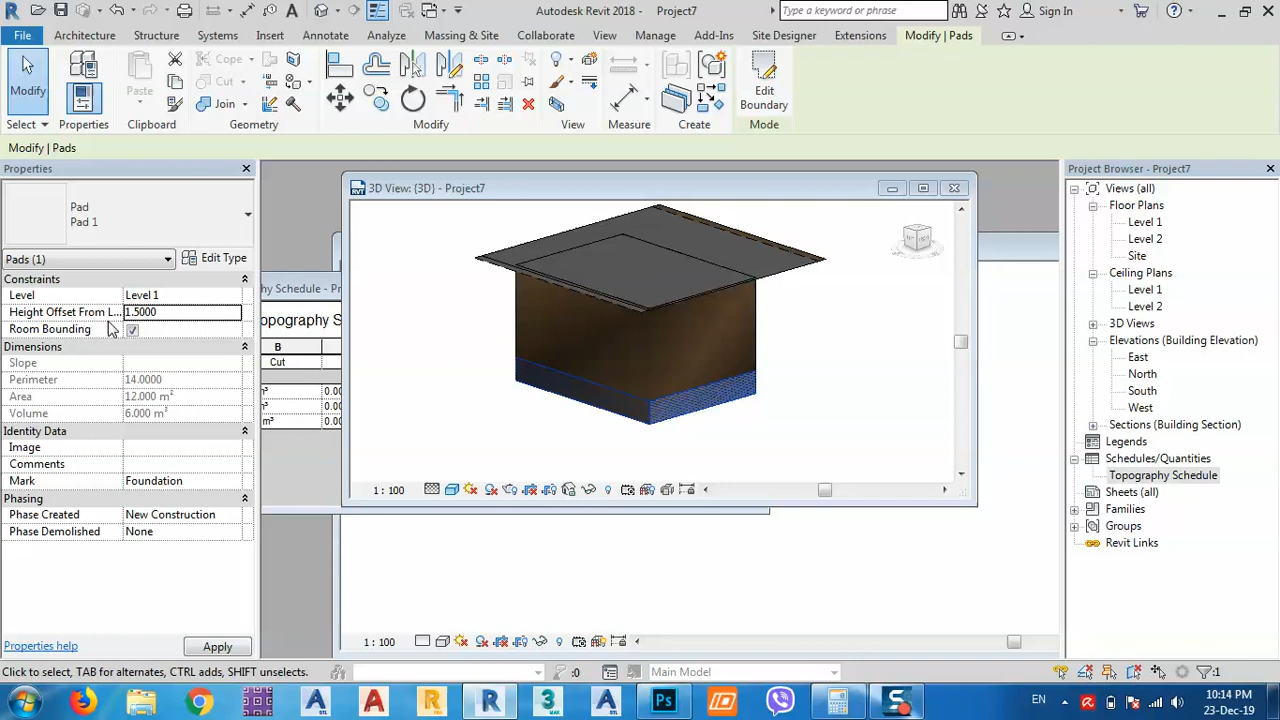 Autodesk Revit 2018 - Project7
Type a keyword or phrase
Sign In
File
Architecture
Structure
Systems
Insert
Annotate
Analyze
Massing & Site
Collaborate
View
Manage
Add-Ins
Site Designer
Extensions
Modify | Pads
Modify
Select
Properties
Paste
Clipboard
Cope
Cut
Join
Geometry
Modify
View
Measure
Create
Edit
Boundary
Mode
Modify | Pads
Properties
Pad
Pad 1
Pads (1)
Edit Type
Constraints
Level
Level 1
Height Offset From L...
1.5000
Room Bounding
Dimensions
Slope
Perimeter
14.0000
Area
12.000 m²
Volume
6.000 m³
Identity Data
Image
Comments
Mark
Foundation
Phasing
Phase Created
New Construction
Phase Demolished
None
Properties help
Apply
phy Schedule - P
opography S
B
Cut
3D View: {3D} - Project7
1 : 100
1 : 100
Project Browser - Project7
Views (all)
Floor Plans
Level 1
Level 2
Site
Ceiling Plans
Level 1
Level 2
3D Views
Elevations (Building Elevation)
East
North
South
West
Sections (Building Section)
Legends
Schedules/Quantities
Topography Schedule
Sheets (all)
Families
Groups
Revit Links
Click to select, TAB for alternates, CTRL adds, SHIFT unselects.
:0
Main Model
:1
EN
10:14 PM
23-Dec-19